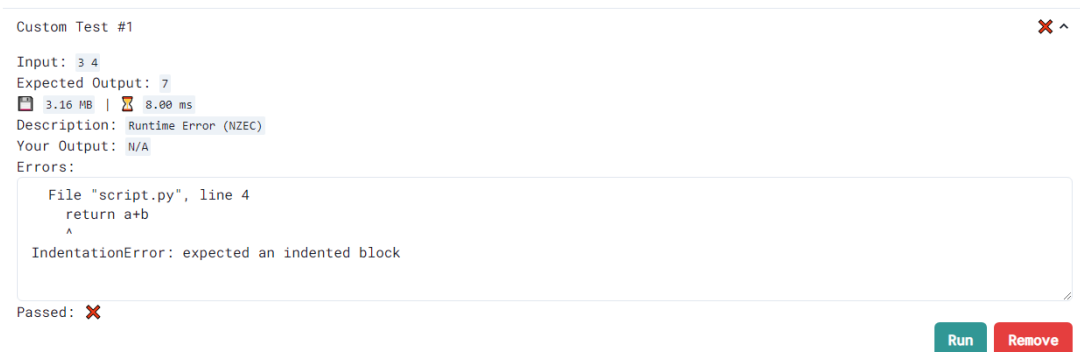 Custom Test #1
Input: 3 4
Expected Output: 7
3.16 MB | 8.00 ms
Description: Runtime Error (NZEC)
Your Output: N/A
Errors:
File "script.py", line 4
return a+b
^
IndentationError: expected an indented block
Passed:
Run Remove